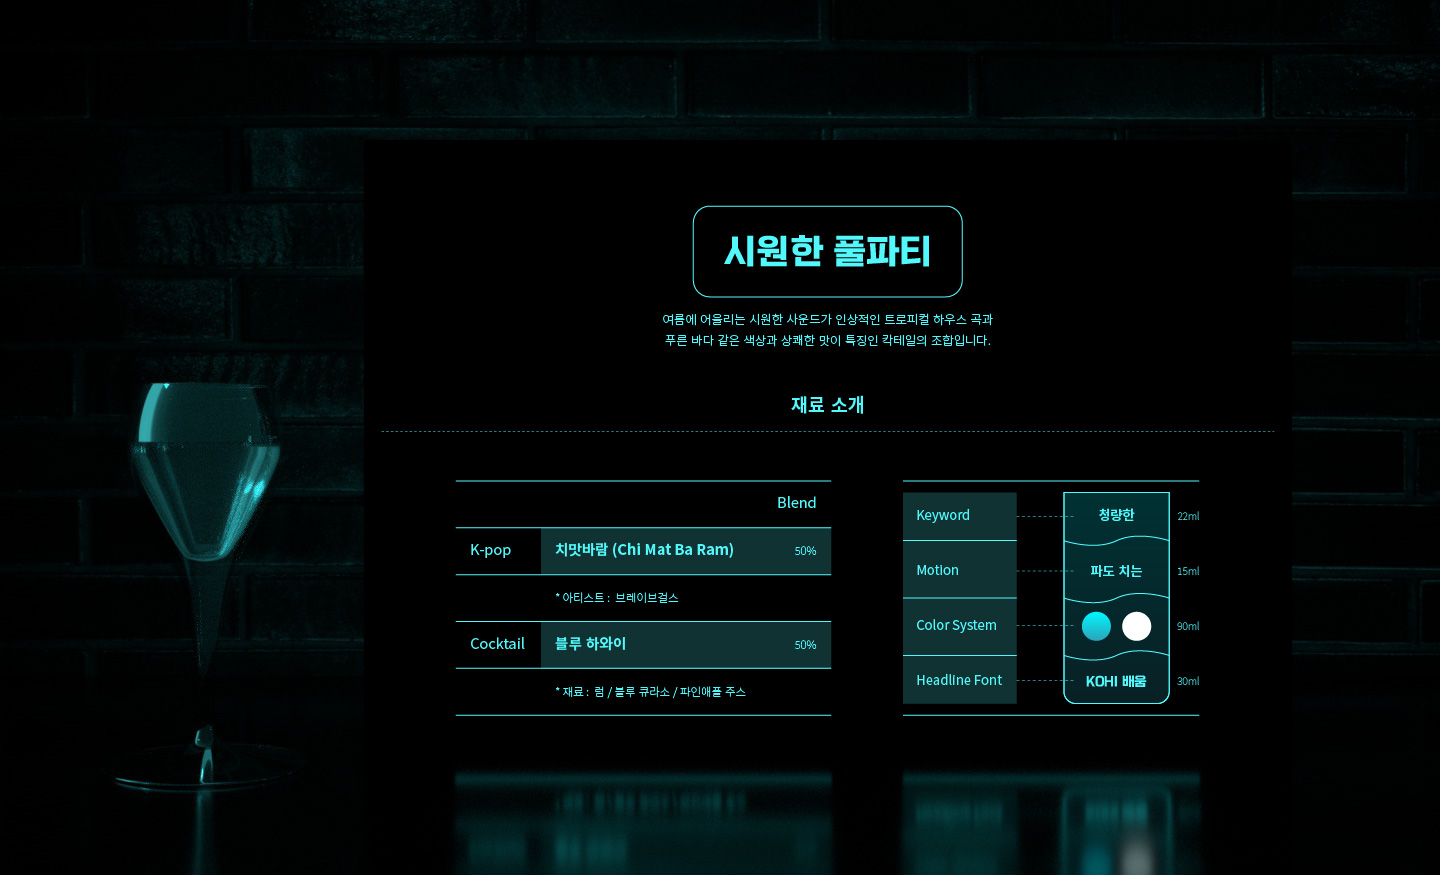 시원한 풀파티
여름에 어울리는 시원한 사운드가 인상적인 트로피컬 하우스 곡과
푸른 바다 같은 색상과 상쾌한 맛이 특징인 칵테일의 조합입니다.
재료 소개
Blend
K-pop 치맛바람 (Chi Mat Ba Ram) 50%
* 아티스트 : 브레이브걸스
Cocktail 블루 하와이 50%
* 재료 : 럼 / 블루 큐라소 / 파인애플 주스
Keyword 청량한 22ml
Motion 파도 치는 15ml
Color System 90ml
Headline Font KOHI 배움 30ml